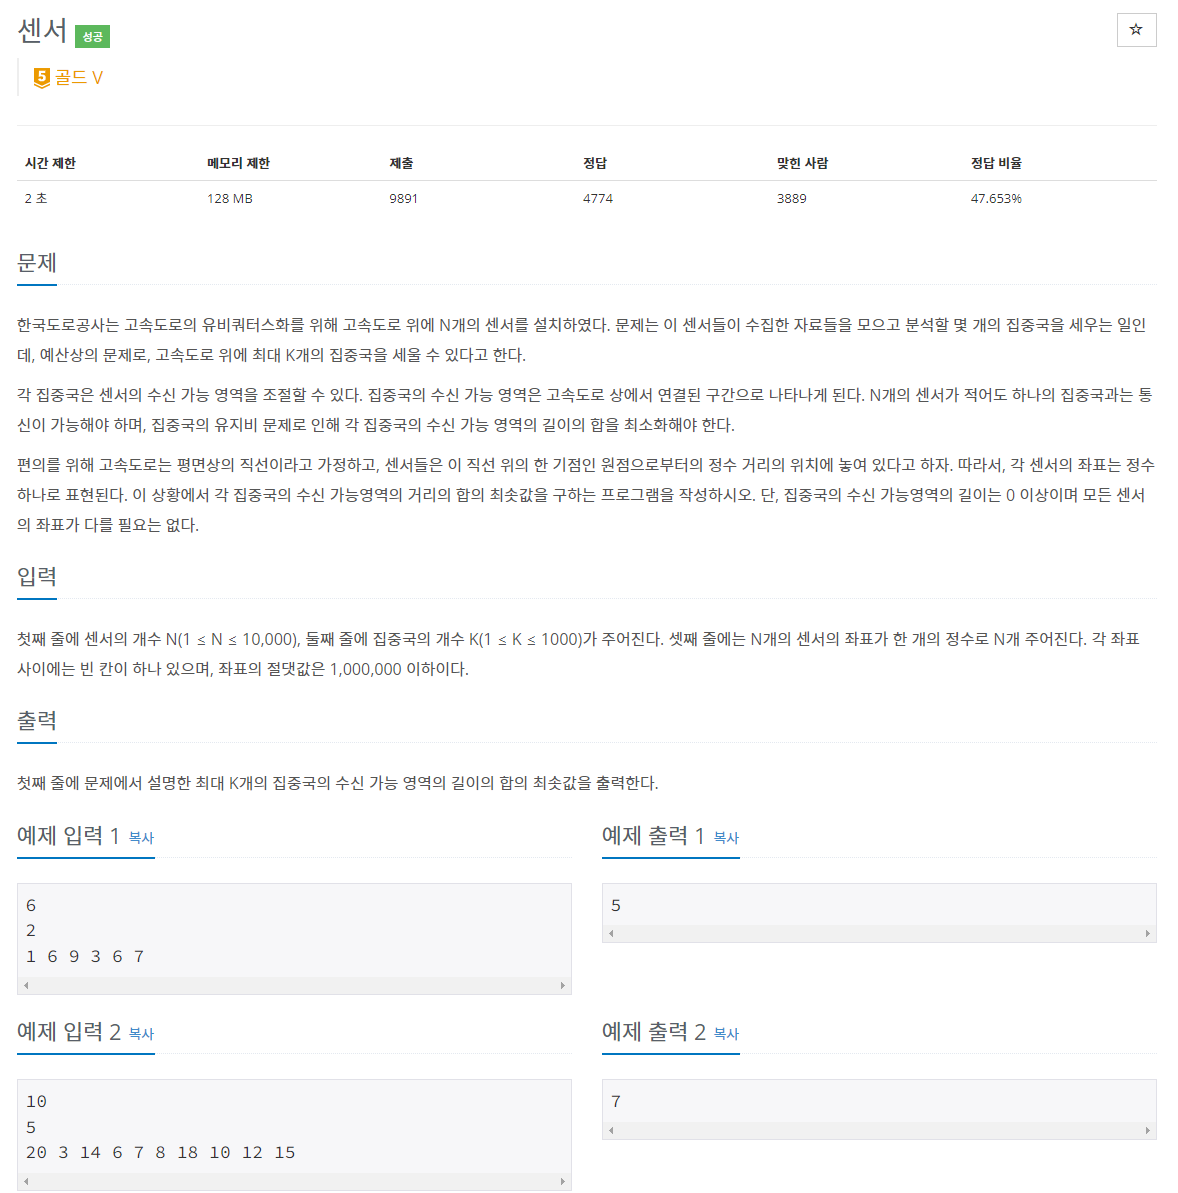 센서 성공
☆
5 골드 V
시간 제한 메모리 제한 제출 정답 맞힌 사람 정답 비율
2 초 128 MB 9891 4774 3889 47.653%
문제
한국도로공사는 고속도로의 유비쿼터스화를 위해 고속도로 위에 N개의 센서를 설치하였다. 문제는 이 센서들이 수집한 자료들을 모으고 분석할 몇 개의 집중국을 세우는 일인
데, 예산상의 문제로, 고속도로 위에 최대 K개의 집중국을 세울 수 있다고 한다.
각 집중국은 센서의 수신 가능 영역을 조절할 수 있다. 집중국의 수신 가능 영역은 고속도로 상에서 연결된 구간으로 나타나게 된다. N개의 센서가 적어도 하나의 집중국과는 통
신이 가능해야 하며, 집중국의 유지비 문제로 인해 각 집중국의 수신 가능 영역의 길이의 합을 최소화해야 한다.
편의를 위해 고속도로는 평면상의 직선이라고 가정하고, 센서들은 이 직선 위의 한 기점인 원점으로부터의 정수 거리의 위치에 놓여 있다고 하자. 따라서, 각 센서의 좌표는 정수
하나로 표현된다. 이 상황에서 각 집중국의 수신 가능영역의 거리의 합의 최솟값을 구하는 프로그램을 작성하시오. 단, 집중국의 수신 가능영역의 길이는 0 이상이며 모든 센서
의 좌표가 다를 필요는 없다.
입력
첫째 줄에 센서의 개수 N(1 ≤ N ≤ 10,000), 둘째 줄에 집중국의 개수 K(1 ≤ K ≤ 1000)가 주어진다. 셋째 줄에는 N개의 센서의 좌표가 한 개의 정수로 N개 주어진다. 각 좌표
사이에는 빈 칸이 하나 있으며, 좌표의 절댓값은 1,000,000 이하이다.
출력
첫째 줄에 문제에서 설명한 최대 K개의 집중국의 수신 가능 영역의 길이의 합의 최솟값을 출력한다.
예제 입력 1 복사
6
2
1 6 9 3 6 7
예제 출력 1 복사
5
예제 입력 2 복사
10
5
20 3 14 6 7 8 18 10 12 15
예제 출력 2 복사
7